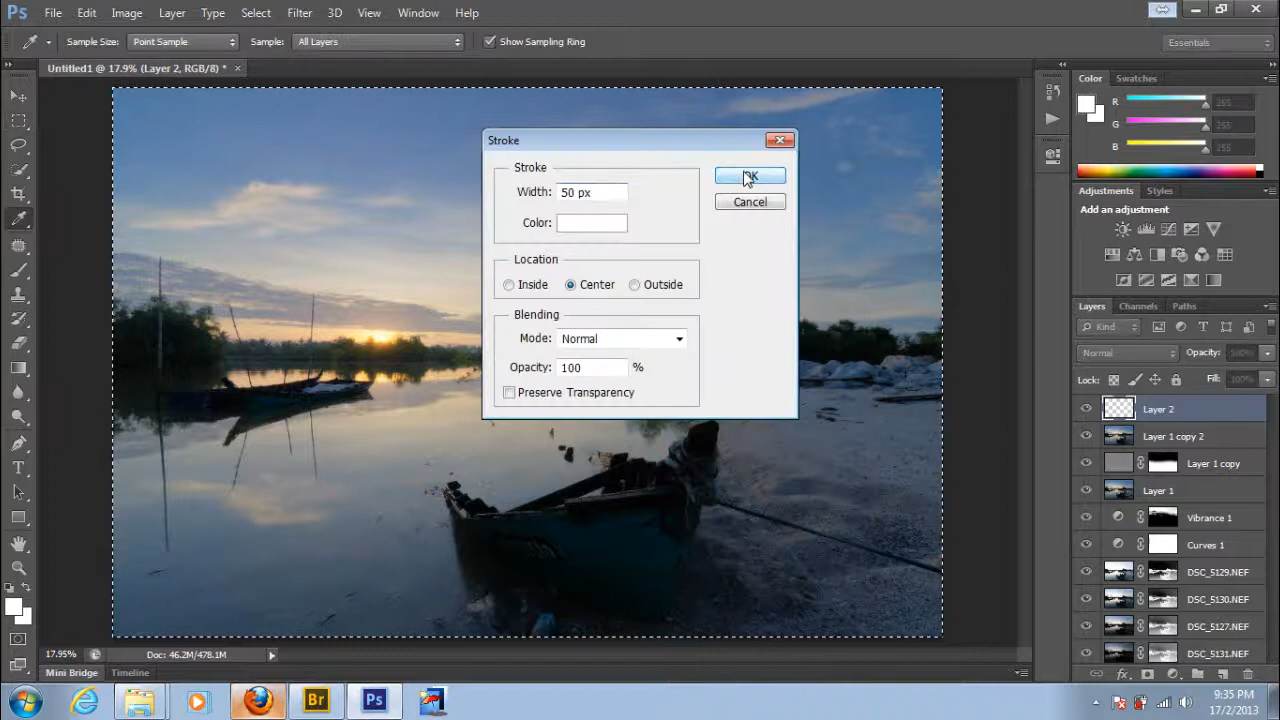 Ps File Edit Image Layer Type Select Filter 3D View Window Help
Sample Size: Point Sample Sample: All Layers Show Sampling Ring Essentials
Untitled1 @ 17.9% (Layer 2, RGB/8) * ×
Color Swatches
R 255
G 255
B 255
Stroke
Stroke
Width: 50 px
Color:
OK
Cancel
Location
Inside Center Outside
Blending
Mode: Normal
Opacity: 100 %
Preserve Transparency
Adjustments Styles
Add an adjustment
Layers Channels Paths
Kind
Normal Opacity: 100%
Lock: Fill: 100%
Layer 2
Layer 1 copy 2
Layer 1 copy
Layer 1
Vibrance 1
Curves 1
DSC_5129.NEF
DSC_5130.NEF
DSC_5127.NEF
DSC_5131.NEF
17.95% Doc: 46.2M/478.1M
Mini Bridge Timeline
Br Ps
9:35 PM
17/2/2013